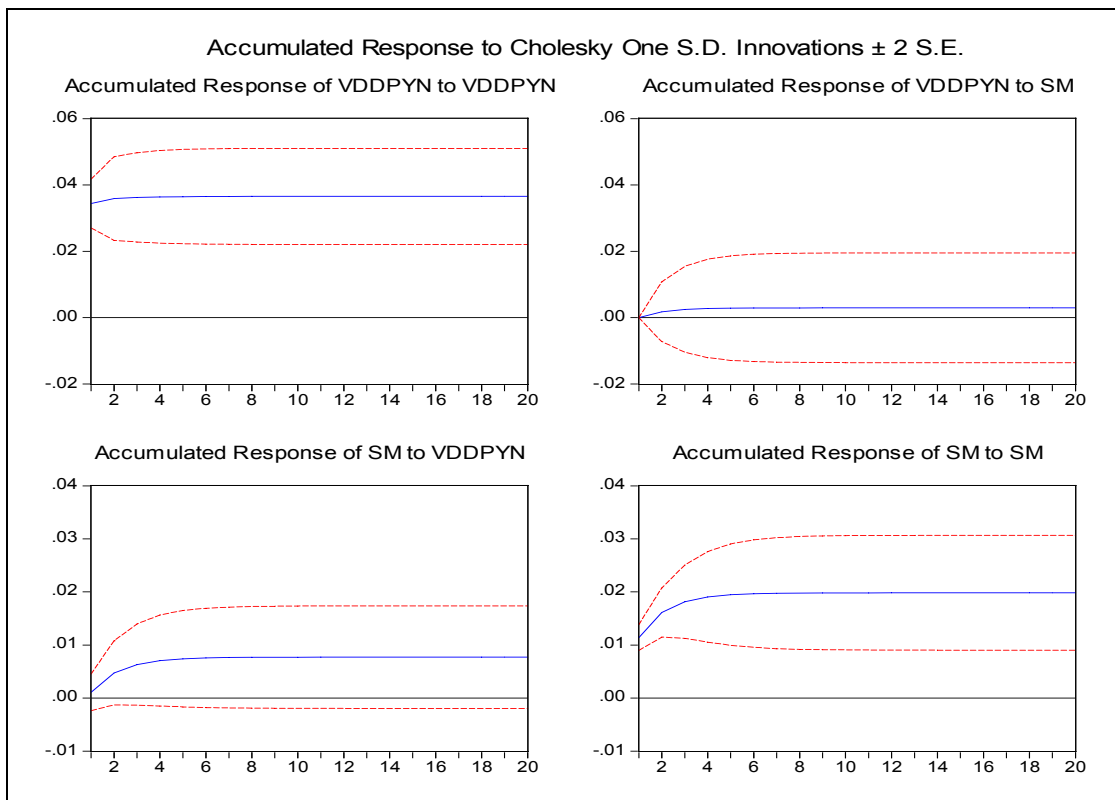 Accumulated Response to Cholesky One S.D. Innovations ± 2 S.E.
Accumulated Response of VDDPYN to VDDPYN
.06
.04
.02
.00
-.02
2 4 6 8 10 12 14 16 18 20
Accumulated Response of VDDPYN to SM
.06
.04
.02
.00
-.02
2 4 6 8 10 12 14 16 18 20
Accumulated Response of SM to VDDPYN
.04
.03
.02
.01
.00
-.01
2 4 6 8 10 12 14 16 18 20
Accumulated Response of SM to SM
.04
.03
.02
.01
.00
-.01
2 4 6 8 10 12 14 16 18 20